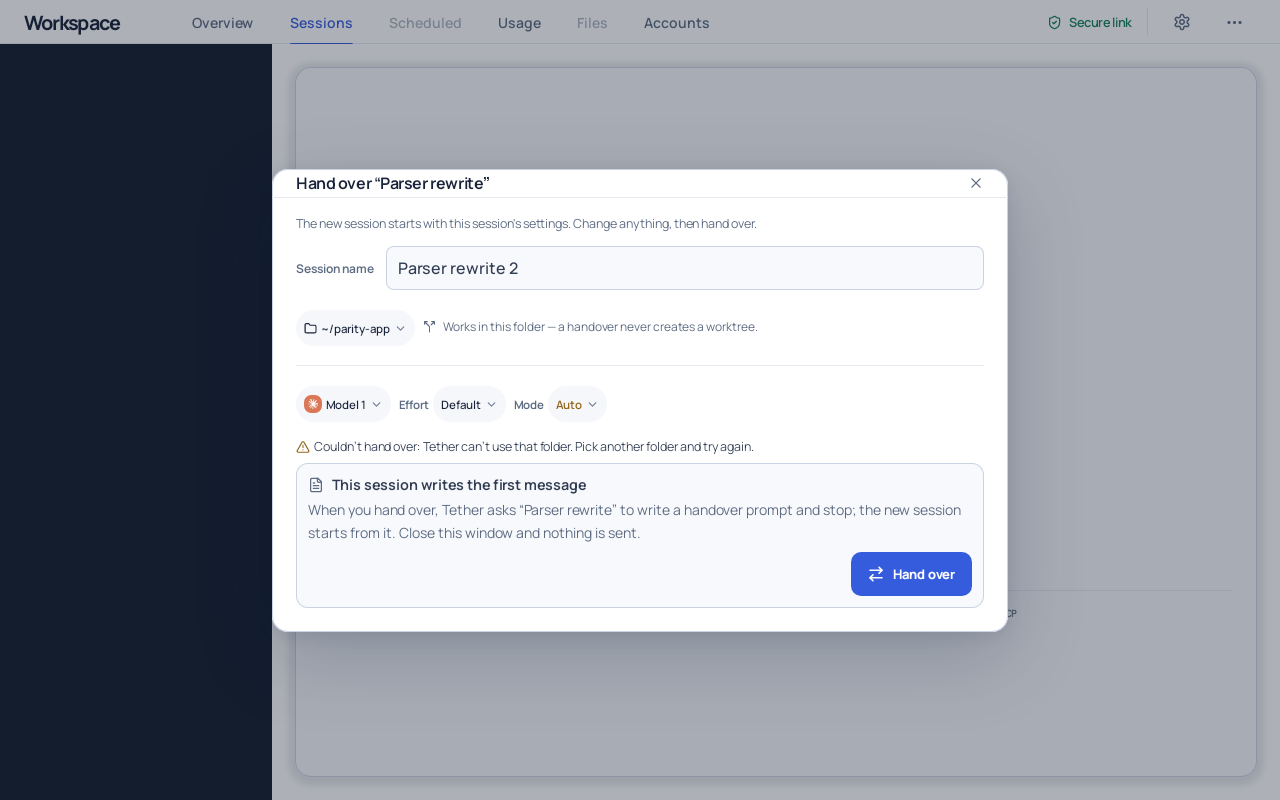 Workspace
Overview
Sessions
Scheduled
Usage
Files
Accounts
Secure link
Hand over “Parser rewrite”
The new session starts with this session's settings. Change anything, then hand over.
Session name
Parser rewrite 2
~/parity-app
Works in this folder — a handover never creates a worktree.
Model 1
Effort
Default
Mode
Auto
Couldn't hand over: Tether can't use that folder. Pick another folder and try again.
This session writes the first message
When you hand over, Tether asks “Parser rewrite” to write a handover prompt and stop; the new session
starts from it. Close this window and nothing is sent.
Hand over